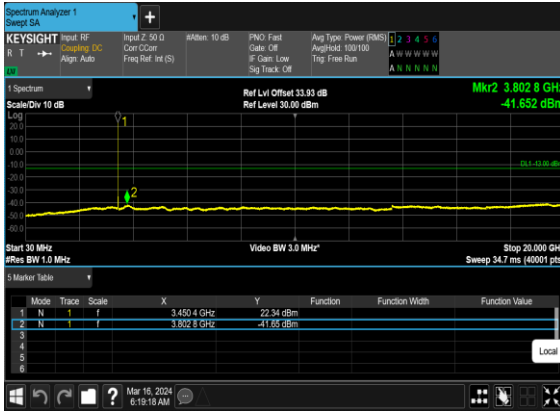 Spectrum Analyzer 1
Swept SA
+
KEYSIGHT Input: RF Input Z: 50 Ω #Atten: 10 dB PNO: Fast Avg Type: Power (RMS) 1 2 3 4 5 6
R T Coupling: DC Corr CCorr Gate: Off Avg|Hold: 100/100 A W W W W W
Align: Auto Freq Ref: Int (S) IF Gain: Low Trig: Free Run
Sig Track: Off A N N N N N
1 Spectrum Ref Lvl Offset 33.93 dB Mkr2 3.802 8 GHz
Scale/Div 10 dB Ref Level 30.00 dBm -41.652 dBm
Log
20.0
10.0
0.00
-10.0
-20.0
-30.0
-40.0
-50.0
-60.0
1
DL1 -13.00 dBm
2
Start 30 MHz Video BW 3.0 MHz* Stop 20.000 GHz
#Res BW 1.0 MHz Sweep 34.7 ms (40001 pts)
5 Marker Table
Mode Trace Scale X Y Function Function Width Function Value
1 N 1 f 3.450 4 GHz 22.34 dBm
2 N 1 f 3.802 8 GHz -41.65 dBm
3
4
5
6
Local
? Mar 16, 2024
6:19:18 AM